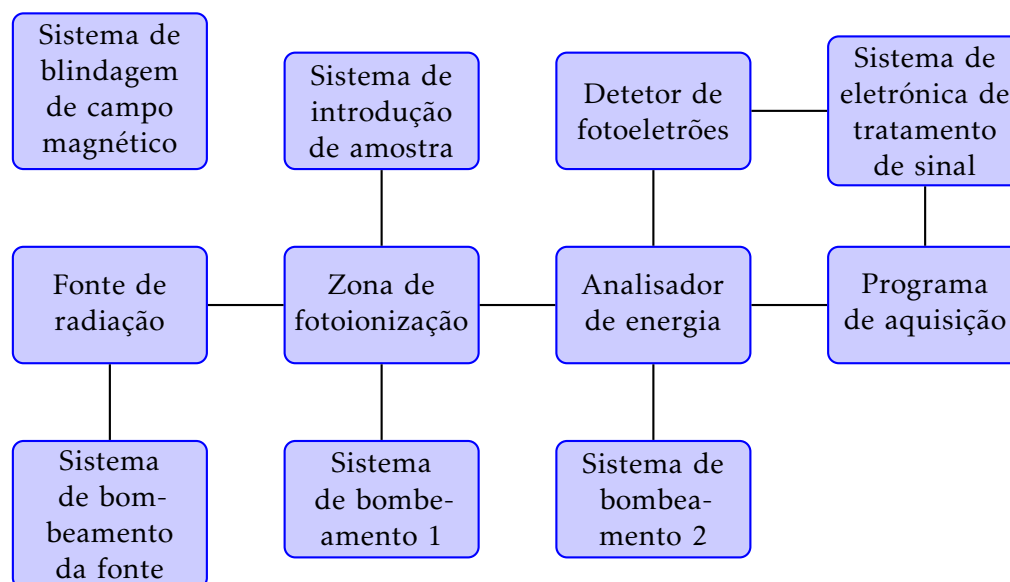 Sistema de
blindagem
de campo
magnético
Sistema de
introdução
de amostra
Detetor de
fotoeletrões
Sistema de
eletrónica de
tratamento
de sinal
Fonte de
radiação
Zona de
fotoionização
Analisador
de energia
Programa
de aquisição
Sistema
de bom-
beamento
da fonte
Sistema
de bombe-
amento 1
Sistema de
bombea-
mento 2